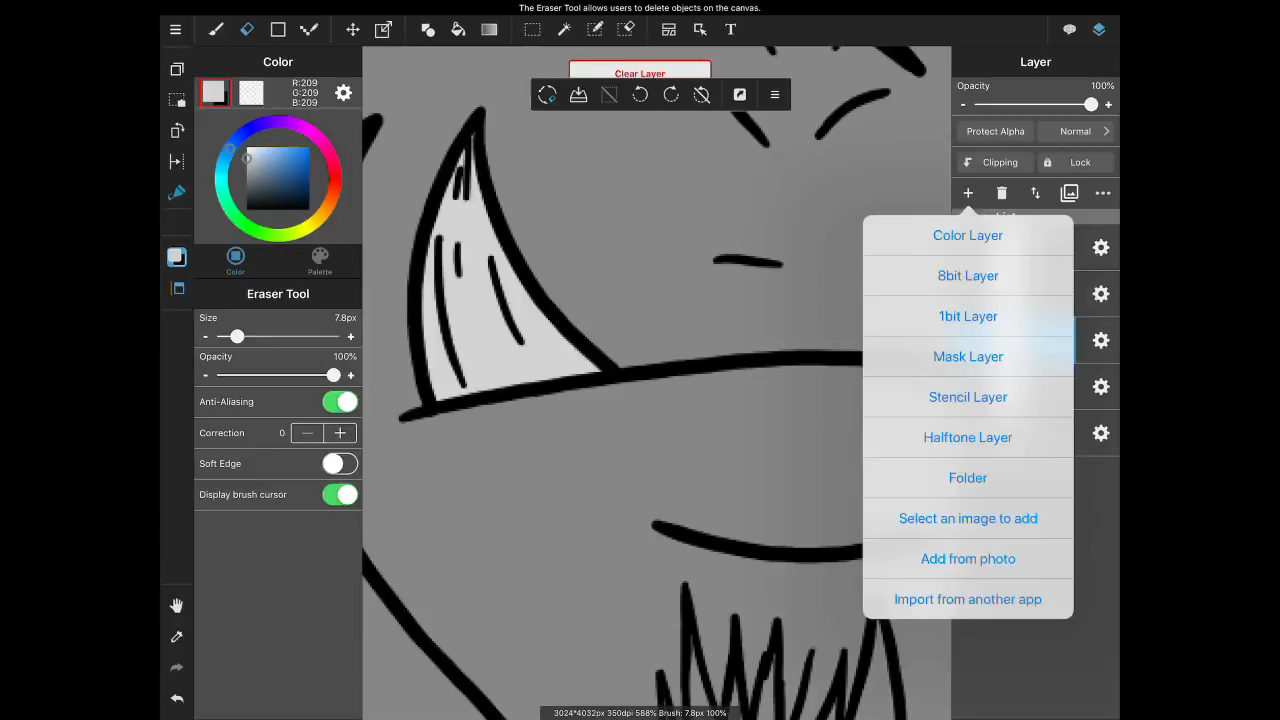 The Eraser Tool allows users to delete objects on the canvas.
T
Color
Clear Layer
Layer
R:209
G:209
B:209
Opacity
100%
-
+
Protect Alpha
Normal
Clipping
Lock
Color
Palette
Eraser Tool
Size
7.8px
-
+
Opacity
100%
-
+
Anti-Aliasing
Correction
0
Soft Edge
Display brush cursor
Color Layer
8bit Layer
1bit Layer
Mask Layer
Stencil Layer
Halftone Layer
Folder
Select an image to add
Add from photo
Import from another app
3024*4032px 350dpi 588% Brush: 7.8px 100%